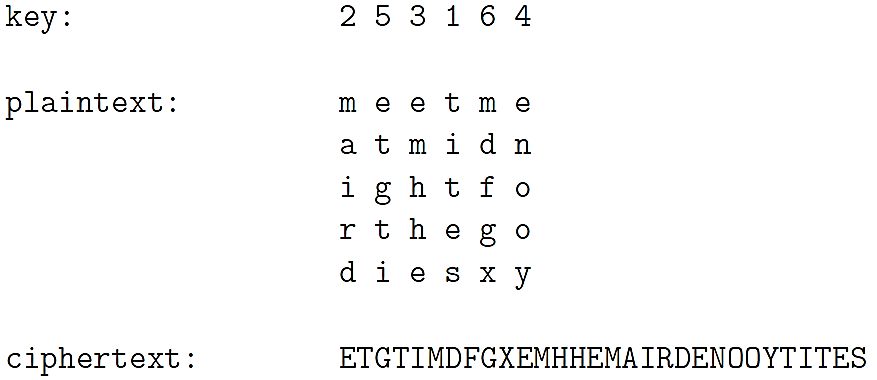 key: 2 5 3 1 6 4
plaintext: m e e t m e
a t m i d n
i g h t f o
r t h e g o
d i e s x y
ciphertext: ETGTIMDFGXEMHHEMAIRDENOOYTITES